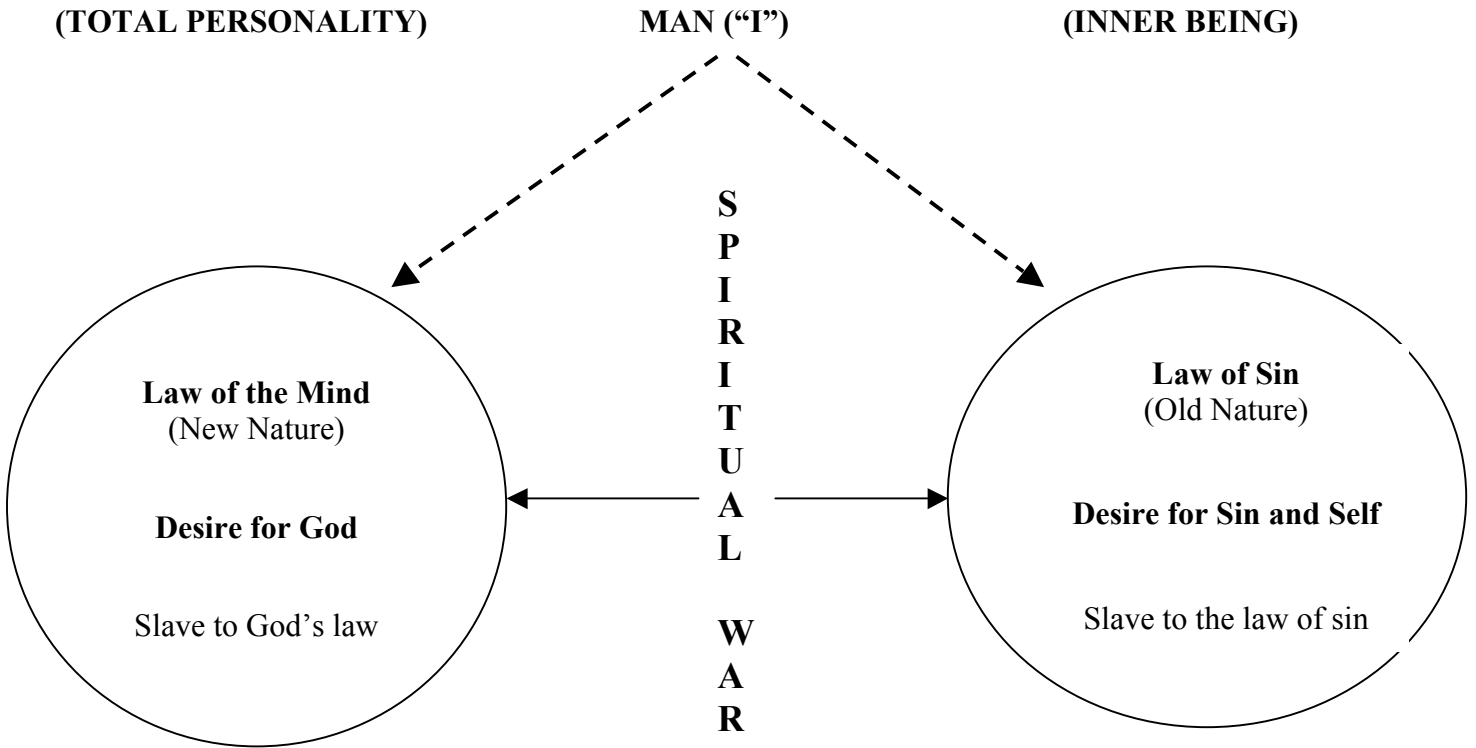 (TOTAL PERSONALITY) MAN (“I”) (INNER BEING)
Law of the Mind
(New Nature)
Desire for God
Slave to God’s law
S
P
I
R
I
T
U
A
L
W
A
R
Law of Sin
(Old Nature)
Desire for Sin and Self
Slave to the law of sin